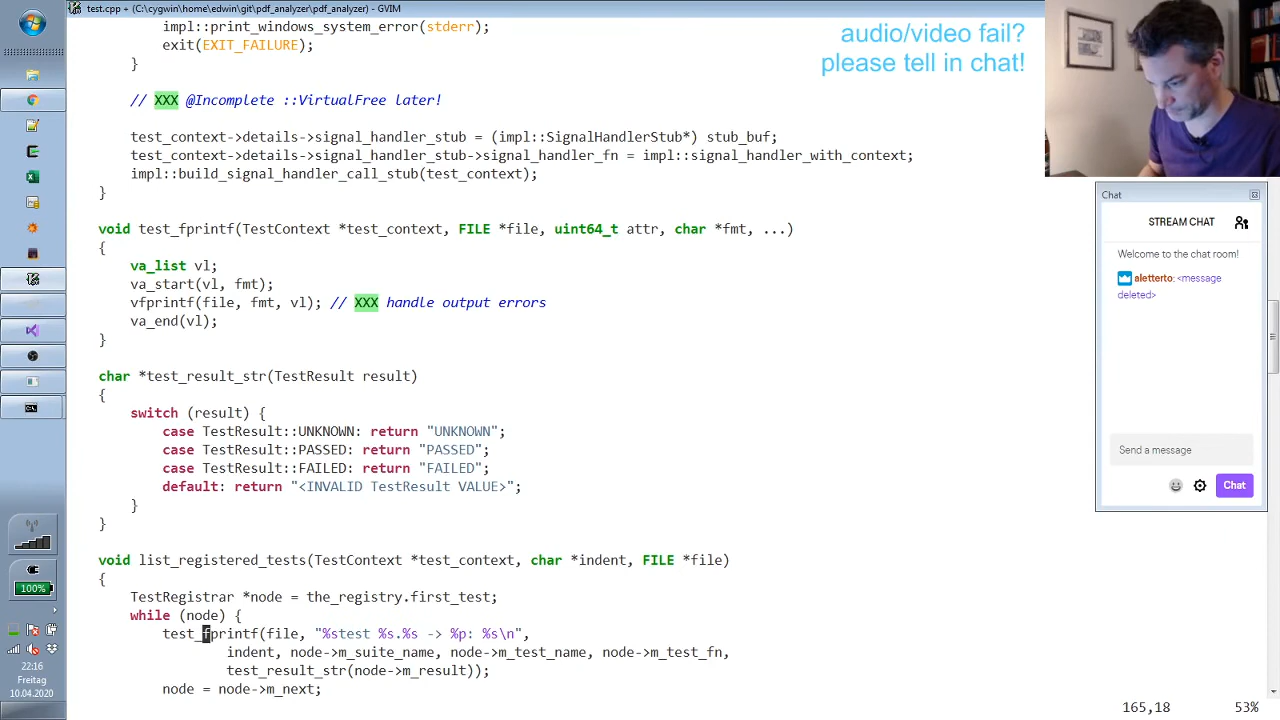 test.cpp + (C:\cygwin\home\edwin\git\pdf_analyzer\pdf_analyzer) - GVIM
impl::print_windows_system_error(stderr);
exit(EXIT_FAILURE);
}
// XXX @Incomplete ::VirtualFree later!
test_context->details->signal_handler_stub = (impl::SignalHandlerStub*) stub_buf;
test_context->details->signal_handler_stub->signal_handler_fn = impl::signal_handler_with_context;
impl::build_signal_handler_call_stub(test_context);
}
void test_fprintf(TestContext *test_context, FILE *file, uint64_t attr, char *fmt, ...)
{
va_list vl;
va_start(vl, fmt);
vfprintf(file, fmt, vl); // XXX handle output errors
va_end(vl);
}
char *test_result_str(TestResult result)
{
switch (result) {
case TestResult::UNKNOWN: return "UNKNOWN";
case TestResult::PASSED: return "PASSED";
case TestResult::FAILED: return "FAILED";
default: return "<INVALID TestResult VALUE>";
}
}
void list_registered_tests(TestContext *test_context, char *indent, FILE *file)
{
TestRegistrar *node = the_registry.first_test;
while (node) {
test_fprintf(file, "%stest %s.%s -> %p: %s\n",
indent, node->m_suite_name, node->m_test_name, node->m_test_fn,
test_result_str(node->m_result));
node = node->m_next;
165,18 53%
audio/video fail?
please tell in chat!
Chat
STREAM CHAT
Welcome to the chat room!
aletterto: <message
deleted>
Send a message
Chat
100%
22:16
Freitag
10.04.2020